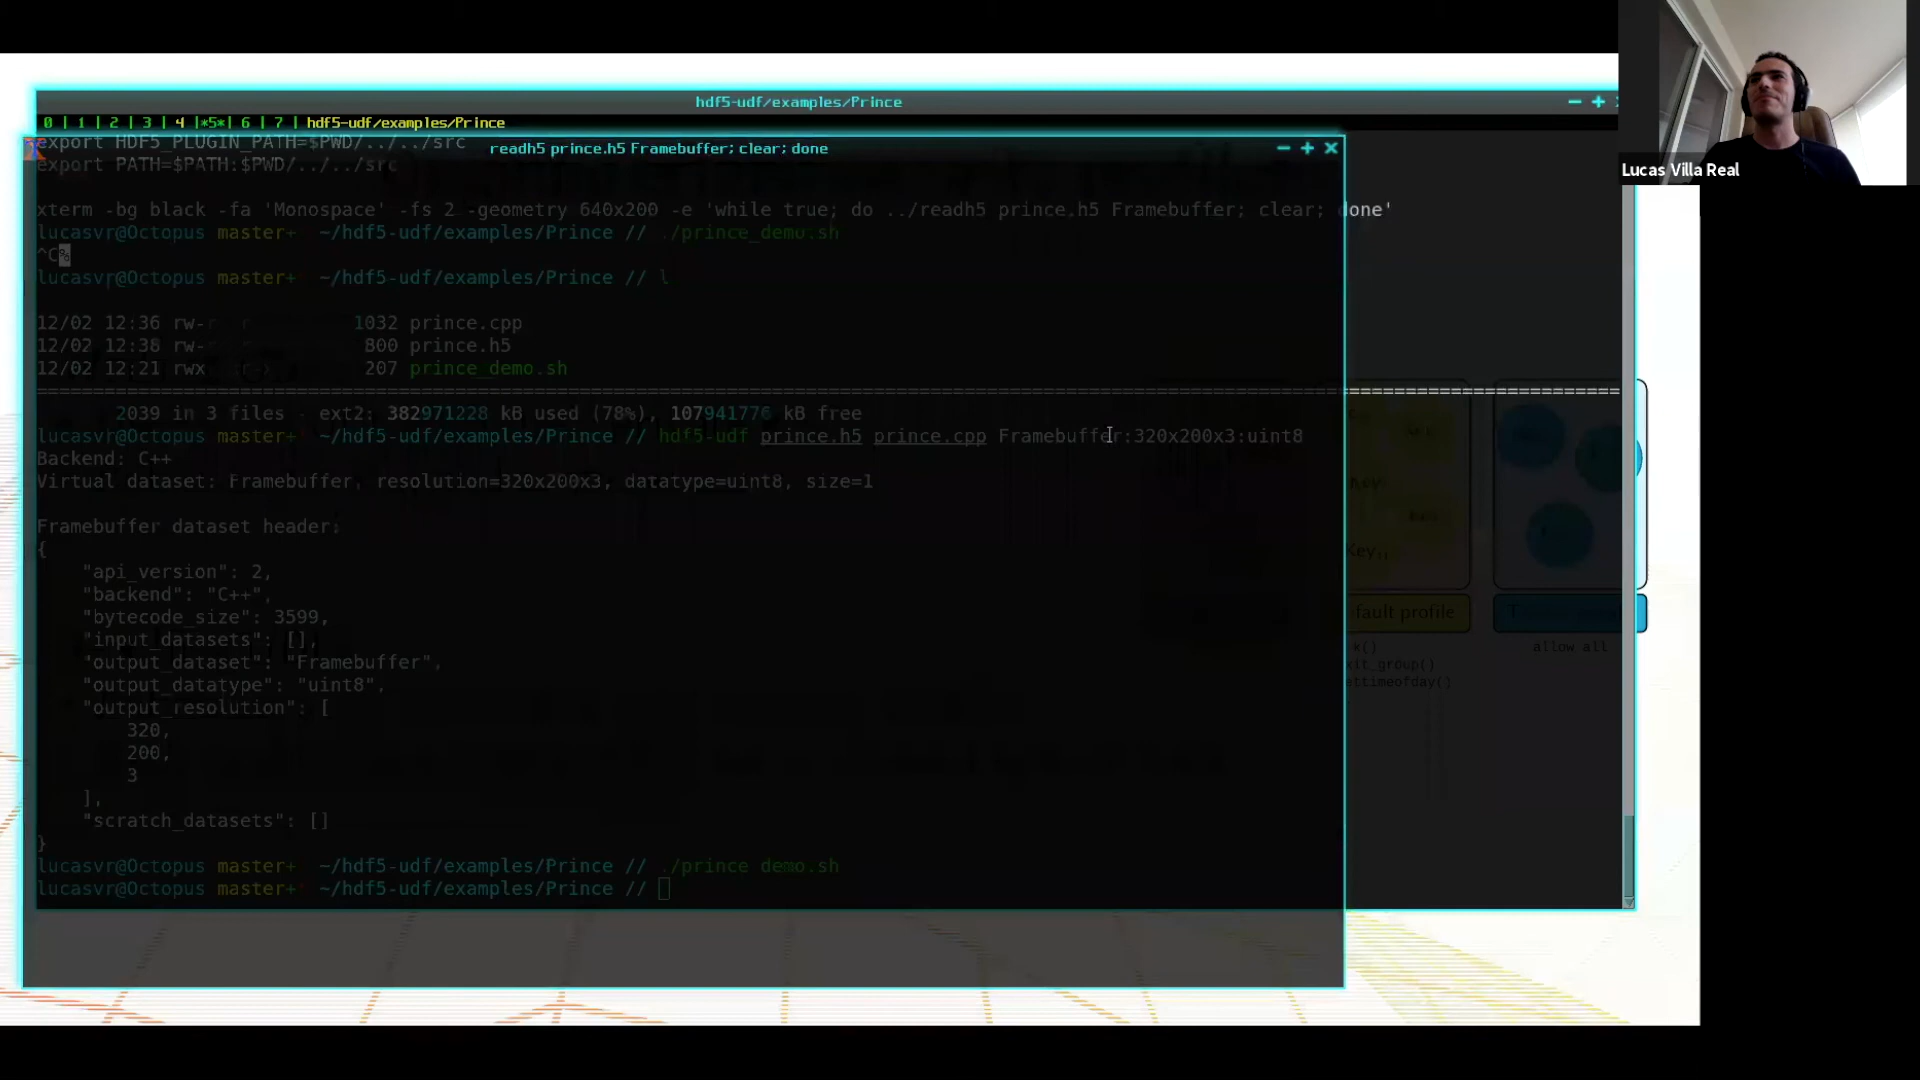 hdf5-udf/examples/Prince
0 | 1 | 2 | 3 | 4 |*5*| 6 | 7 | hdf5-udf/examples/Prince
export HDF5_PLUGIN_PATH=$PWD/../../src
readh5 prince.h5 Framebuffer; clear; done
export PATH=$PATH:$PWD/../../src
xterm -bg black -fa 'Monospace' -fs 2 -geometry 640x200 -e 'while true; do ../readh5 prince.h5 Framebuffer; clear; done'
lucasvr@Octopus master+ ~/hdf5-udf/examples/Prince // ./prince_demo.sh
^C%
lucasvr@Octopus master+ ~/hdf5-udf/examples/Prince // l
12/02 12:36 rw-r r 1032 prince.cpp
12/02 12:38 rw-r r 800 prince.h5
12/02 12:21 rwx 207 prince_demo.sh
2039 in 3 files - ext2: 382971228 kB used (78%), 107941776 kB free
lucasvr@Octopus master+ ~/hdf5-udf/examples/Prince // hdf5-udf prince.h5 prince.cpp Framebuffer:320x200x3:uint8
Backend: C++
Virtual dataset: Framebuffer, resolution=320x200x3, datatype=uint8, size=1
Framebuffer dataset header:
{
"api_version": 2,
"backend": "C++",
"bytecode_size": 3599,
"input_datasets": [],
"output_dataset": "Framebuffer",
"output_datatype": "uint8",
"output_resolution": [
320,
200,
3
],
"scratch_datasets": []
}
lucasvr@Octopus master+ ~/hdf5-udf/examples/Prince // ./prince_demo.sh
lucasvr@Octopus master+ ~/hdf5-udf/examples/Prince //
fault profile
allow all
k()
xit_group()
ettimeofday()
Lucas Villa Real